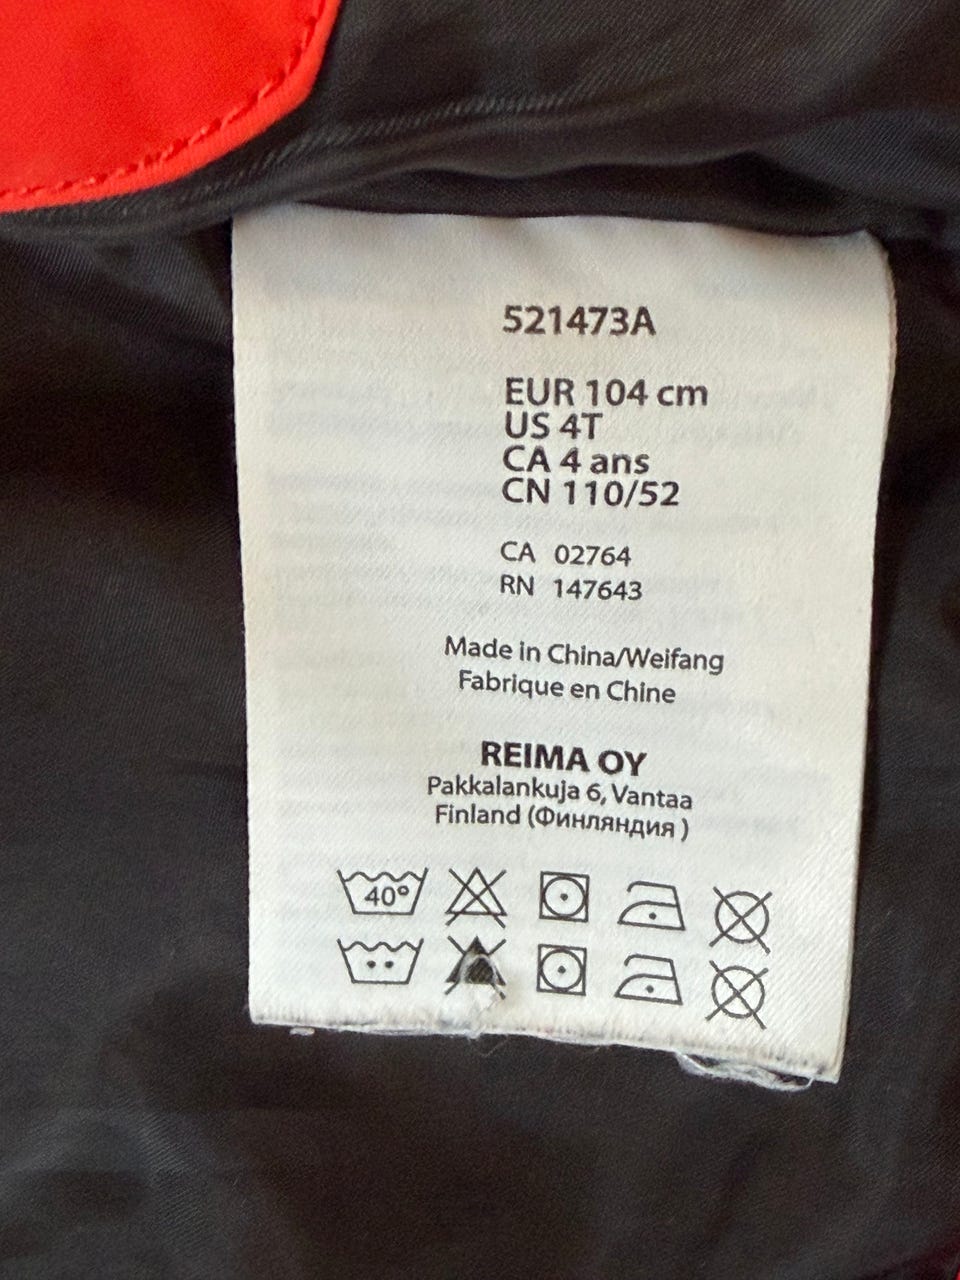 521473A
EUR 104 cm
US 4T
CA 4 ans
CN 110/52
CA 02764
RN 147643
Made in China/Weifang
Fabrique en Chine
REIMA OY
Pakkalankuja 6, Vantaa
Finland (Финляндия )
40°